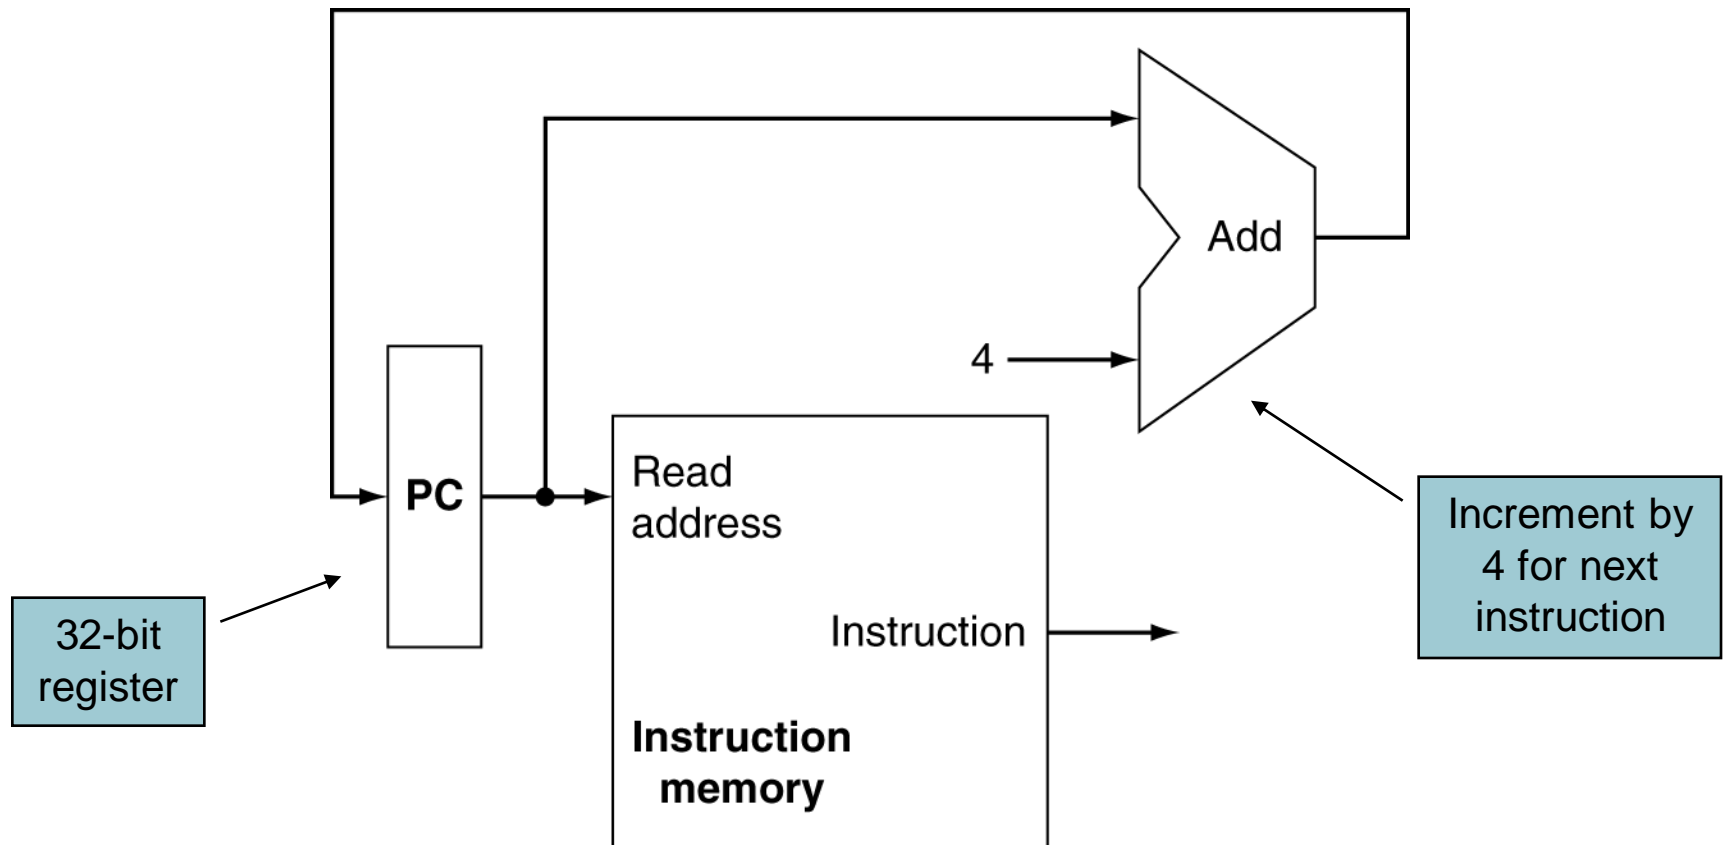 Add
4
PC
Read
address
Increment by
4 for next
instruction
32-bit
register
Instruction
Instruction
memory